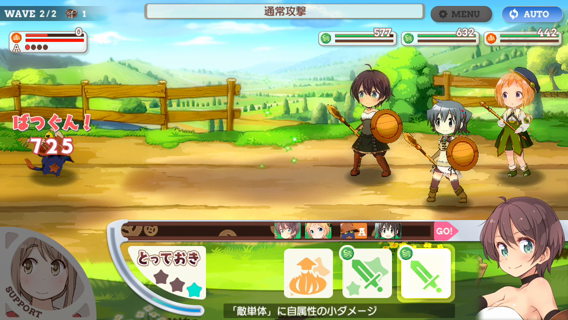 WAVE 2/2 1
通常攻撃
MENU
AUTO
0
577
632
442
A
ばつぐん!
725
A
GO!
とっておき
SUPPORT
「敵単体」に自属性の小ダメージ